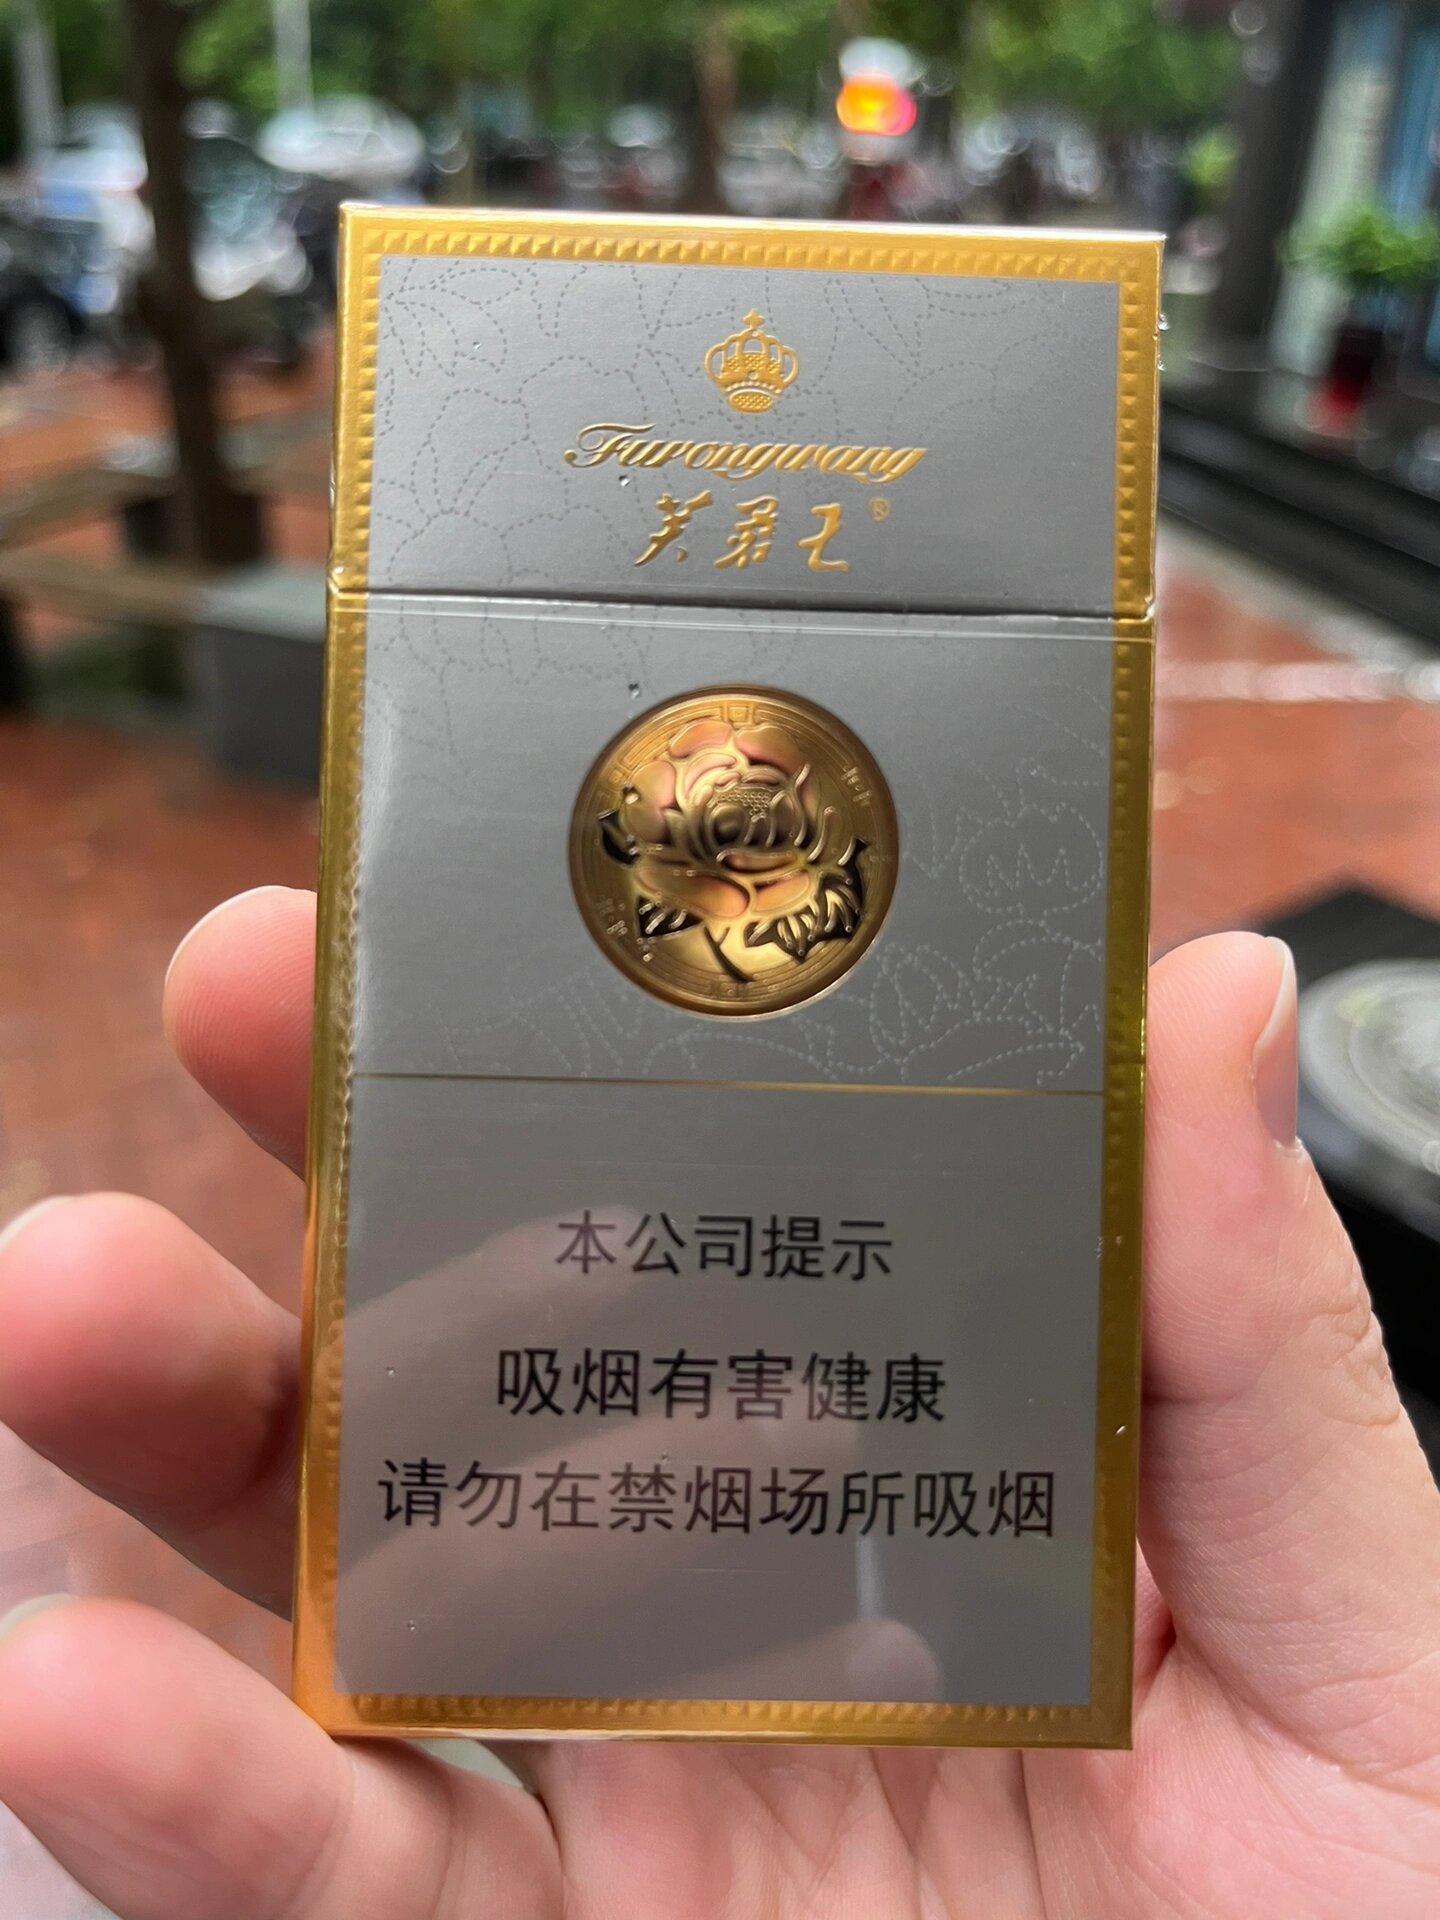 Furongwang
芙蓉王®
本公司提示
吸烟有害健康
请勿在禁烟场所吸烟